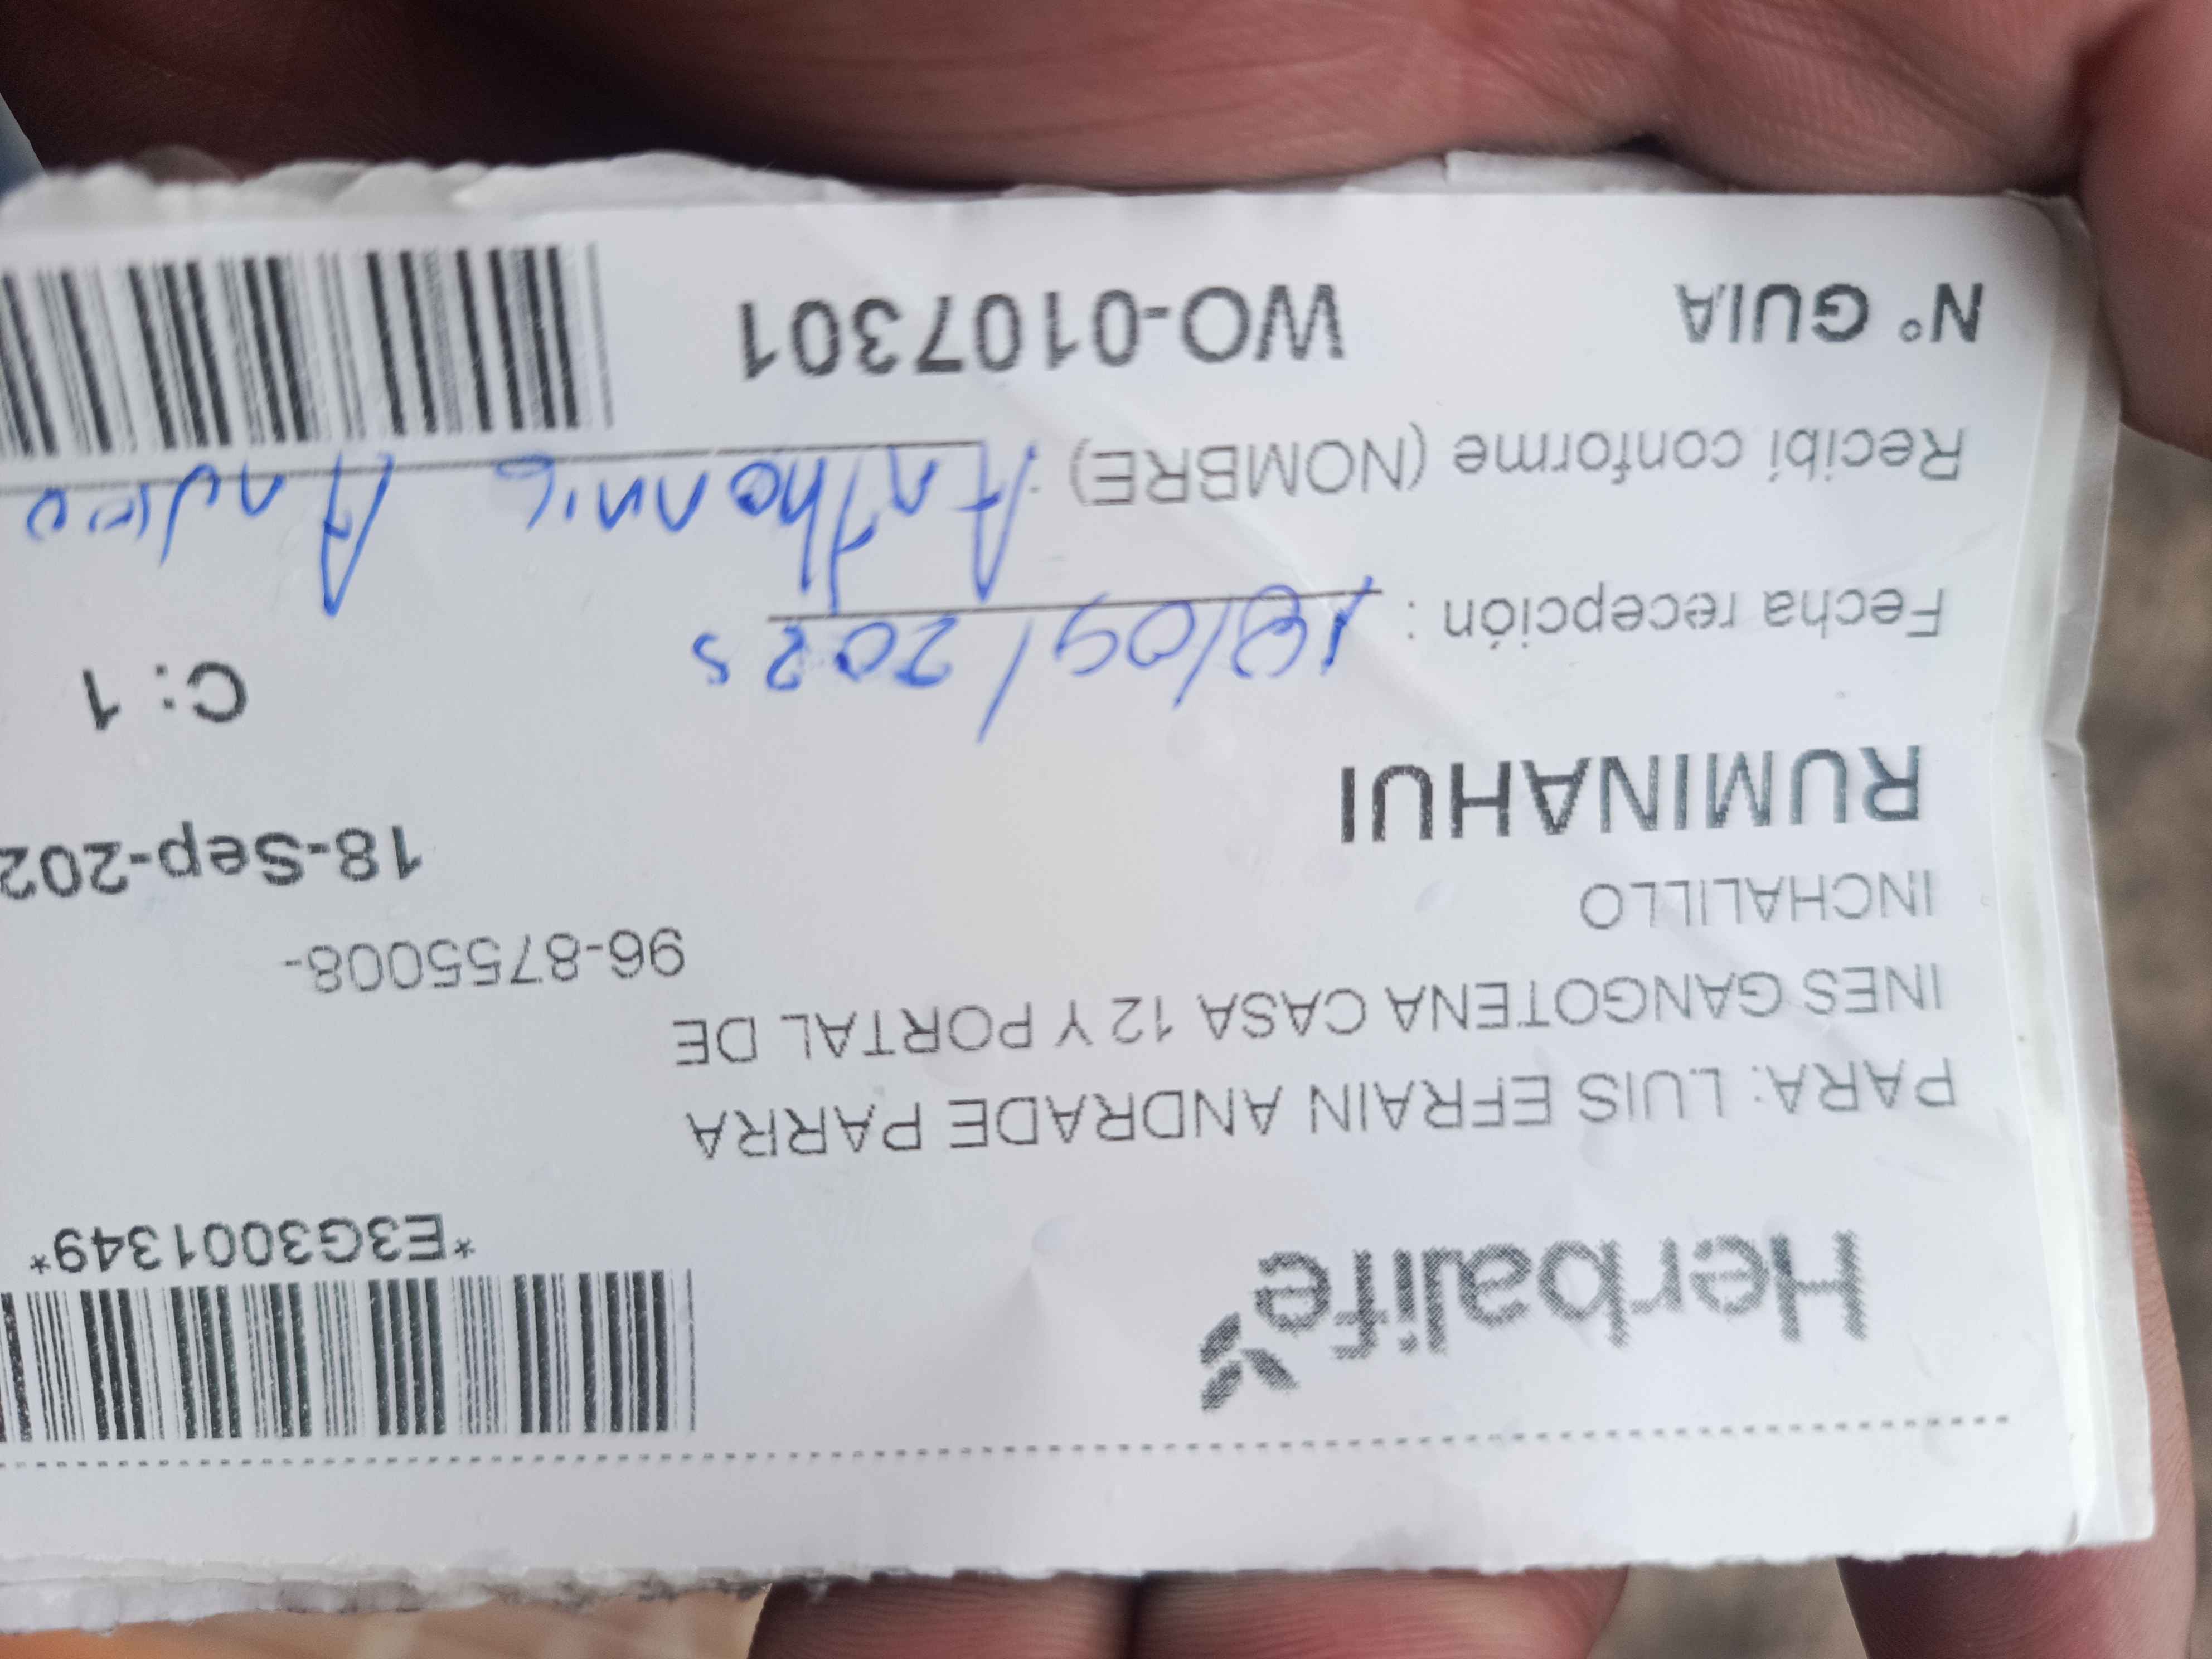 Herbalife
*E3G3001349*
PARA: LUIS EFRAIN ANDRADE PARRA
INES GANGOTENA CASA 12 Y PORTAL DE
INCHALILLO
96-8755008-
RUMINAHUI
18-Sep-202
C: 1
Fecha recepción : 18/09/2025
Recibí conforme (NOMBRE) :
N° GUIA WO-0107301